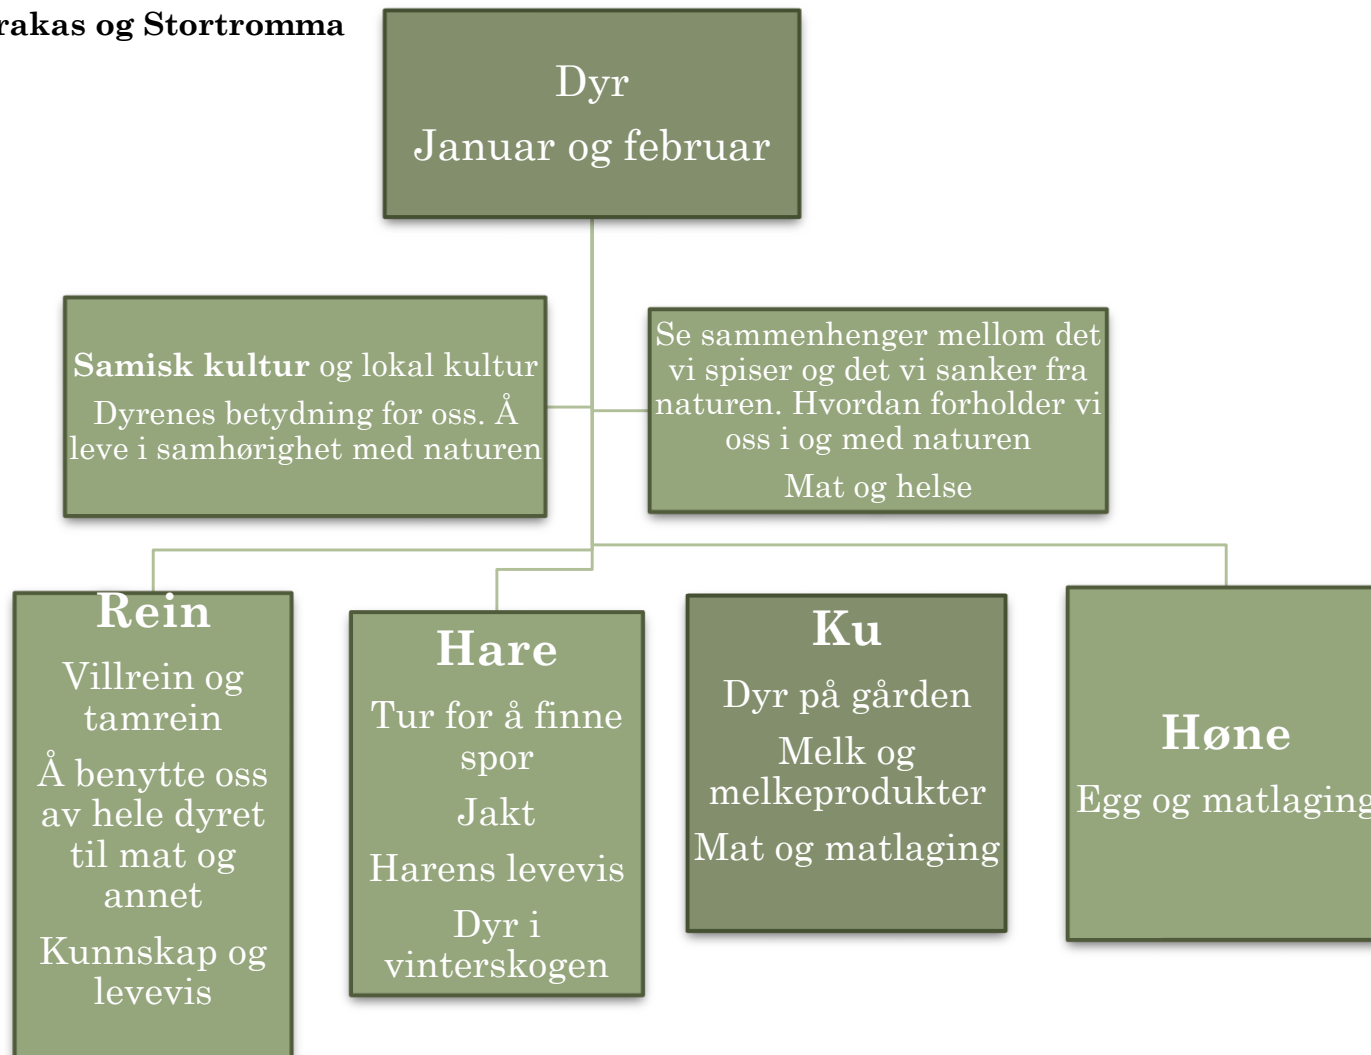 rakas og Stortromma
Dyr
Januar og februar
Samisk kultur og lokal kultur
Dyrenes betydning for oss. Å
leve i samhørighet med naturen
Se sammenhenger mellom det
vi spiser og det vi sanker fra
naturen. Hvordan forholder vi
oss i og med naturen
Mat og helse
Rein
Villrein og
tamrein
Å benytte oss
av hele dyret
til mat og
annet
Kunnskap og
levevis
Hare
Tur for å finne
spor
Jakt
Harens levevis
Dyr i
vinterskogen
Ku
Dyr på gården
Melk og
melkeprodukter
Mat og matlaging
Høne
Egg og matlaging